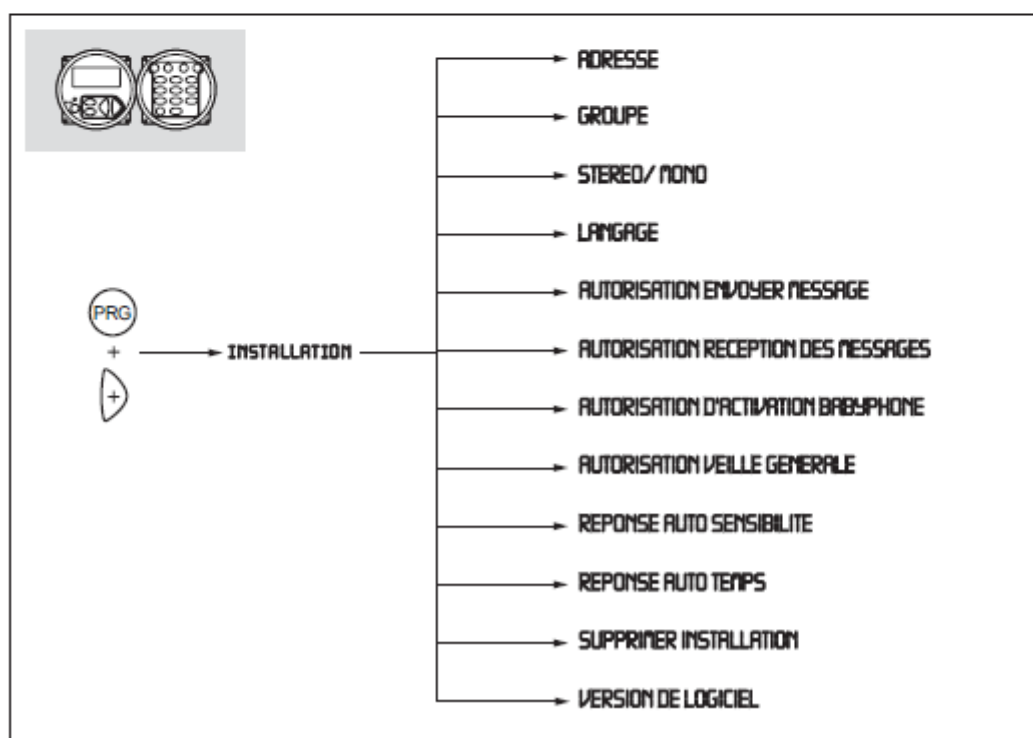 ADRESSE
GROUPE
STEREO/ MONO
LANGAGE
AUTORISATION ENVOYER MESSAGE
PRG
+
+
INSTALLATION
AUTORISATION RECEPTION DES MESSAGES
AUTORISATION D'ACTIVATION BABYPHONE
AUTORISATION VEILLE GENERALE
REPONSE AUTO SENSIBILITE
REPONSE AUTO TEMPS
SUPPRIMER INSTALLATION
VERSION DE LOGICIEL